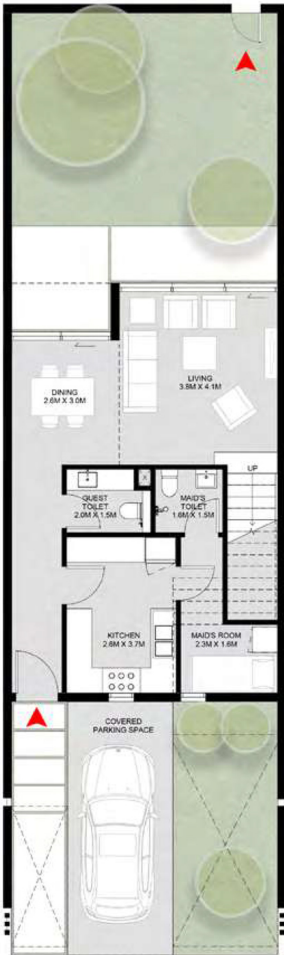 LIVING
3.8M X 4.1M
DINING
2.6M X 3.0M
UP
GUEST
TOILET
2.0M X 1.5M
X
MAID'S
TOILET
1.6M X 1.5M
KITCHEN
2.6M X 3.7M
MAID'S ROOM
2.3M X 1.6M
COVERED
PARKING SPACE